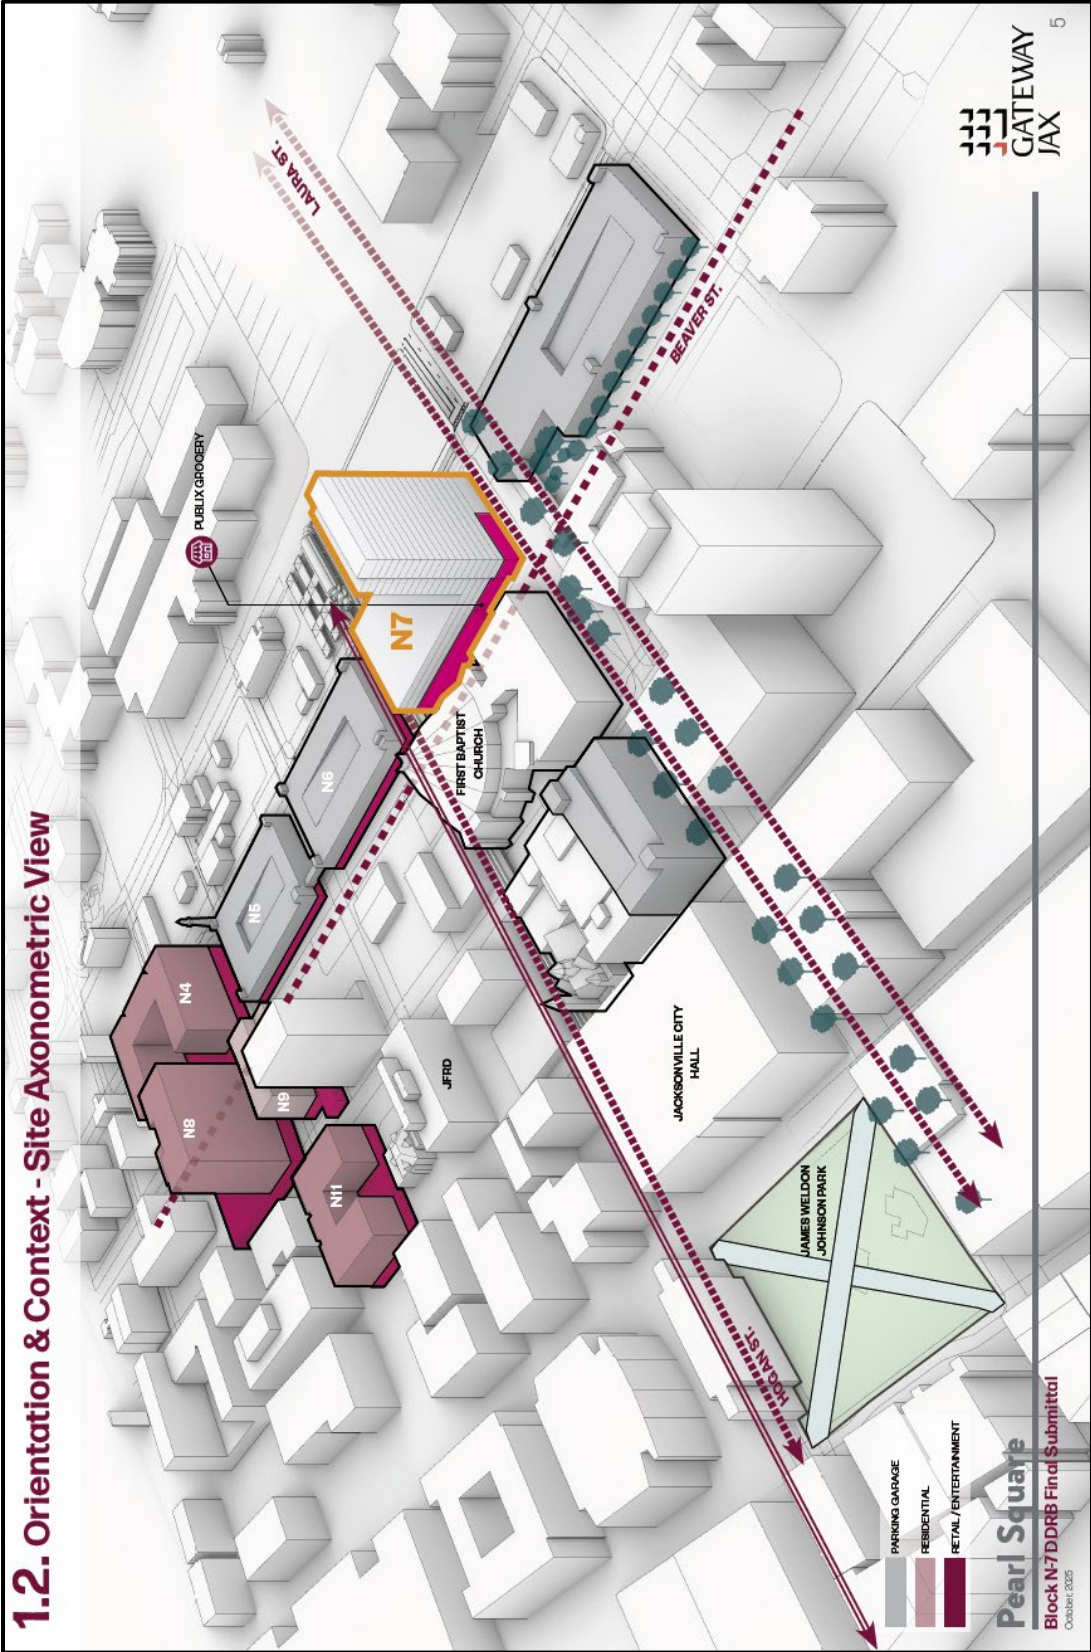 1.2. Orientation & Context - Site Axonometric View
LAURA ST.
PUBLIX GROCERY
BEAVER ST.
N7
N6
N5
N4
N8
N9
N11
FIRST BAPTIST
CHURCH
JFRD
JACKSONVILLE CITY
HALL
JAMES WELDON
JOHNSON PARK
HOGAN ST.
PARKING GARAGE
RESIDENTIAL
RETAIL / ENTERTAINMENT
Pearl Square
Block N-7 DDRB Final Submittal
October, 2025
GATEWAY
JAX
5